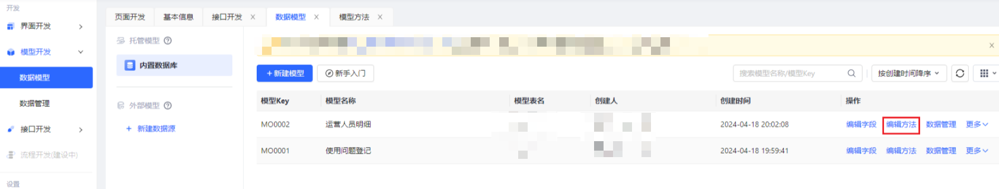 开发
界面开发
模型开发
数据模型
数据管理
接口开发
流程开发(建设中)
设置
页面开发 基本信息 接口开发 数据模型 模型方法
托管模型
内置数据库
外部模型
+ 新建数据源
+ 新建模型 新手入门 搜索模型名称/模型Key 按创建时间降序
模型Key 模型名称 模型表名 创建人 创建时间 操作
MO0002 运营人员明细 2024-04-18 20:02:08 编辑字段 编辑方法 数据管理 更多
MO0001 使用问题登记 2024-04-18 19:59:41 编辑字段 编辑方法 数据管理 更多